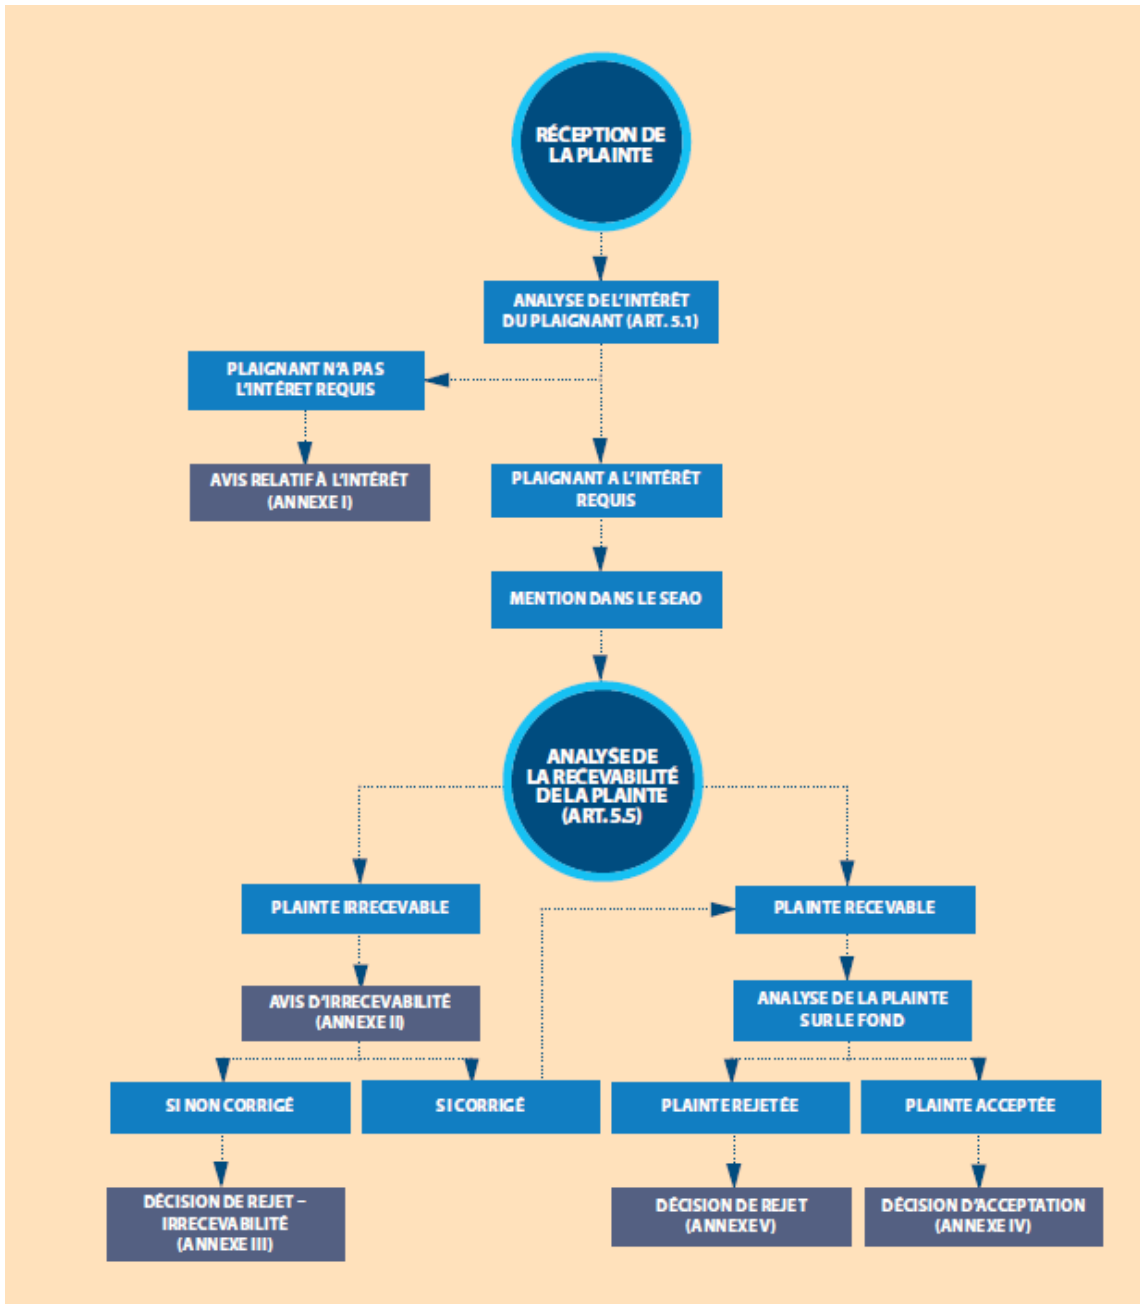 RÉCEPTION DE
LA PLAINTE
ANALYSE DE L'INTÉRÊT
DU PLAIGNANT (ART. 5.1)
PLAIGNANT N'A PAS
L'INTÉRET REQUIS
AVIS RELATIF À L'INTÉRÊT
(ANNEXE I)
PLAIGNANT A L'INTÉRÊT
REQUIS
MENTION DANS LE SEAO
ANALYSE DE
LA RECEVABILITÉ
DE LA PLAINTE
(ART. 5.5)
PLAINTE IRRECEVABLE
PLAINTE RECEVABLE
AVIS D'IRRECEVABILITÉ
(ANNEXE II)
ANALYSE DE LA PLAINTE
SUR LE FOND
SI NON CORRIGÉ
SI CORRIGÉ
PLAINTE REJETÉE
PLAINTE ACCEPTÉE
DÉCISION DE REJET –
IRRECEVABILITÉ
(ANNEXE III)
DÉCISION DE REJET
(ANNEXE V)
DÉCISION D'ACCEPTATION
(ANNEXE IV)